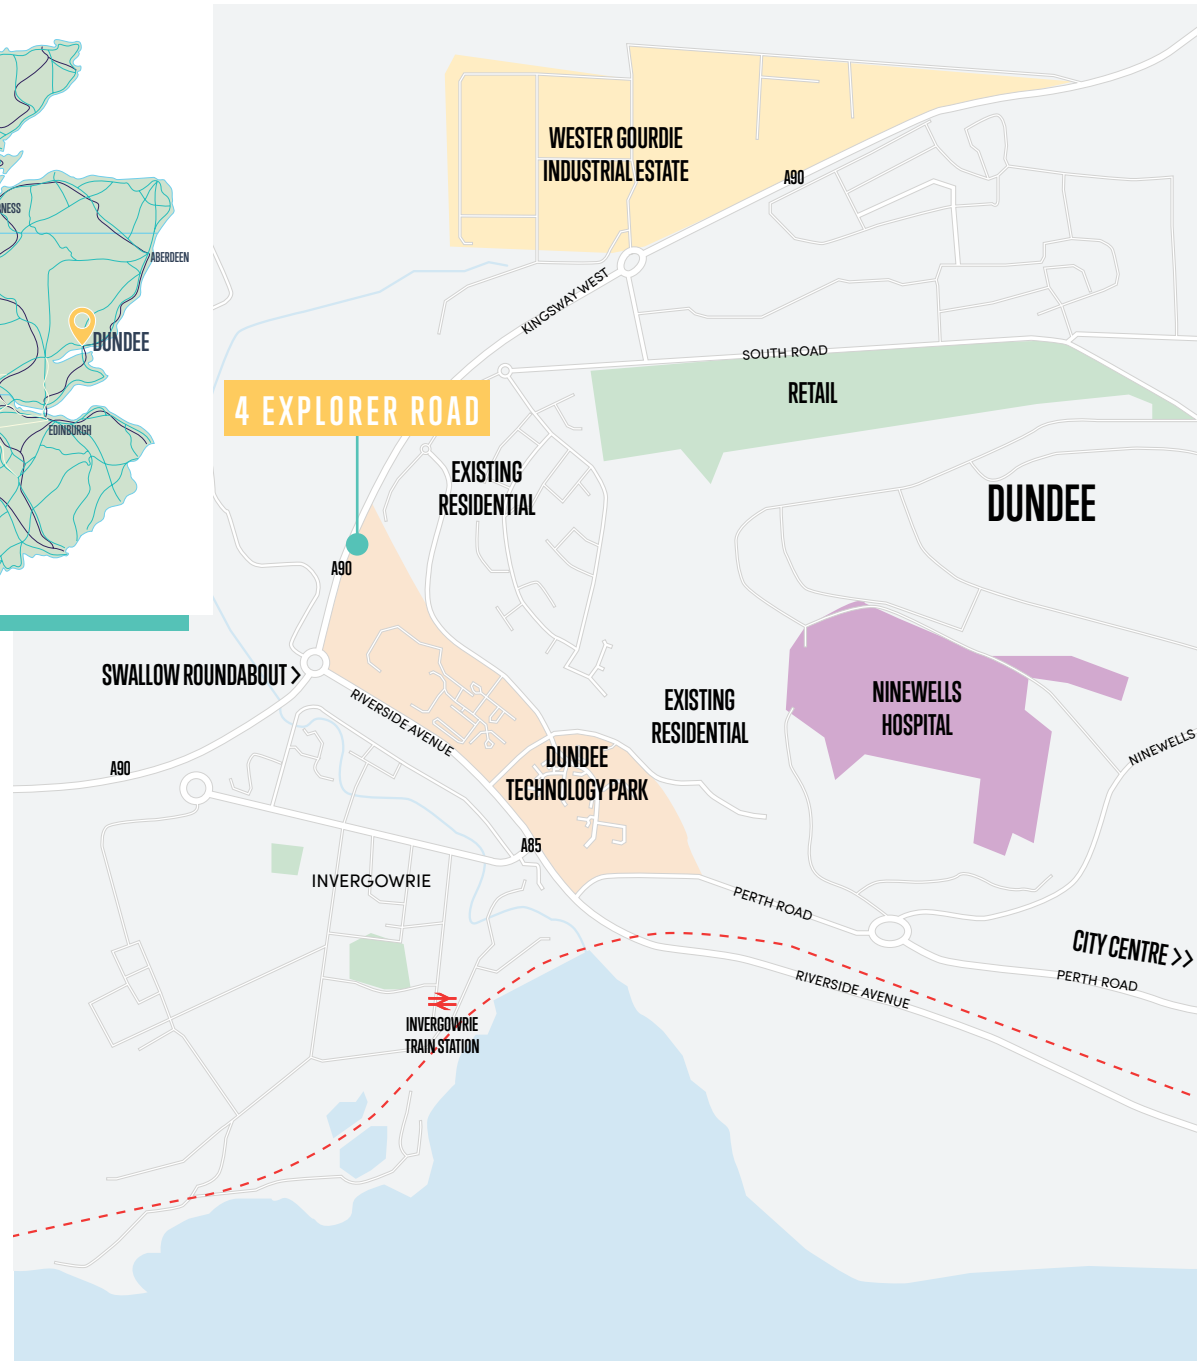 NESS
ABERDEEN
DUNDEE
EDINBURGH
WESTER GOURDIE
INDUSTRIAL ESTATE
A90
KINGSWAY WEST
SOUTH ROAD
RETAIL
4 EXPLORER ROAD
EXISTING
RESIDENTIAL
DUNDEE
A90
SWALLOW ROUNDABOUT >
RIVERSIDE AVENUE
EXISTING
RESIDENTIAL
NINEWELLS
HOSPITAL
NINEWELLS
A90
DUNDEE
TECHNOLOGY PARK
A85
INVERGOWRIE
PERTH ROAD
CITY CENTRE >>
PERTH ROAD
RIVERSIDE AVENUE
INVERGOWRIE
TRAIN STATION